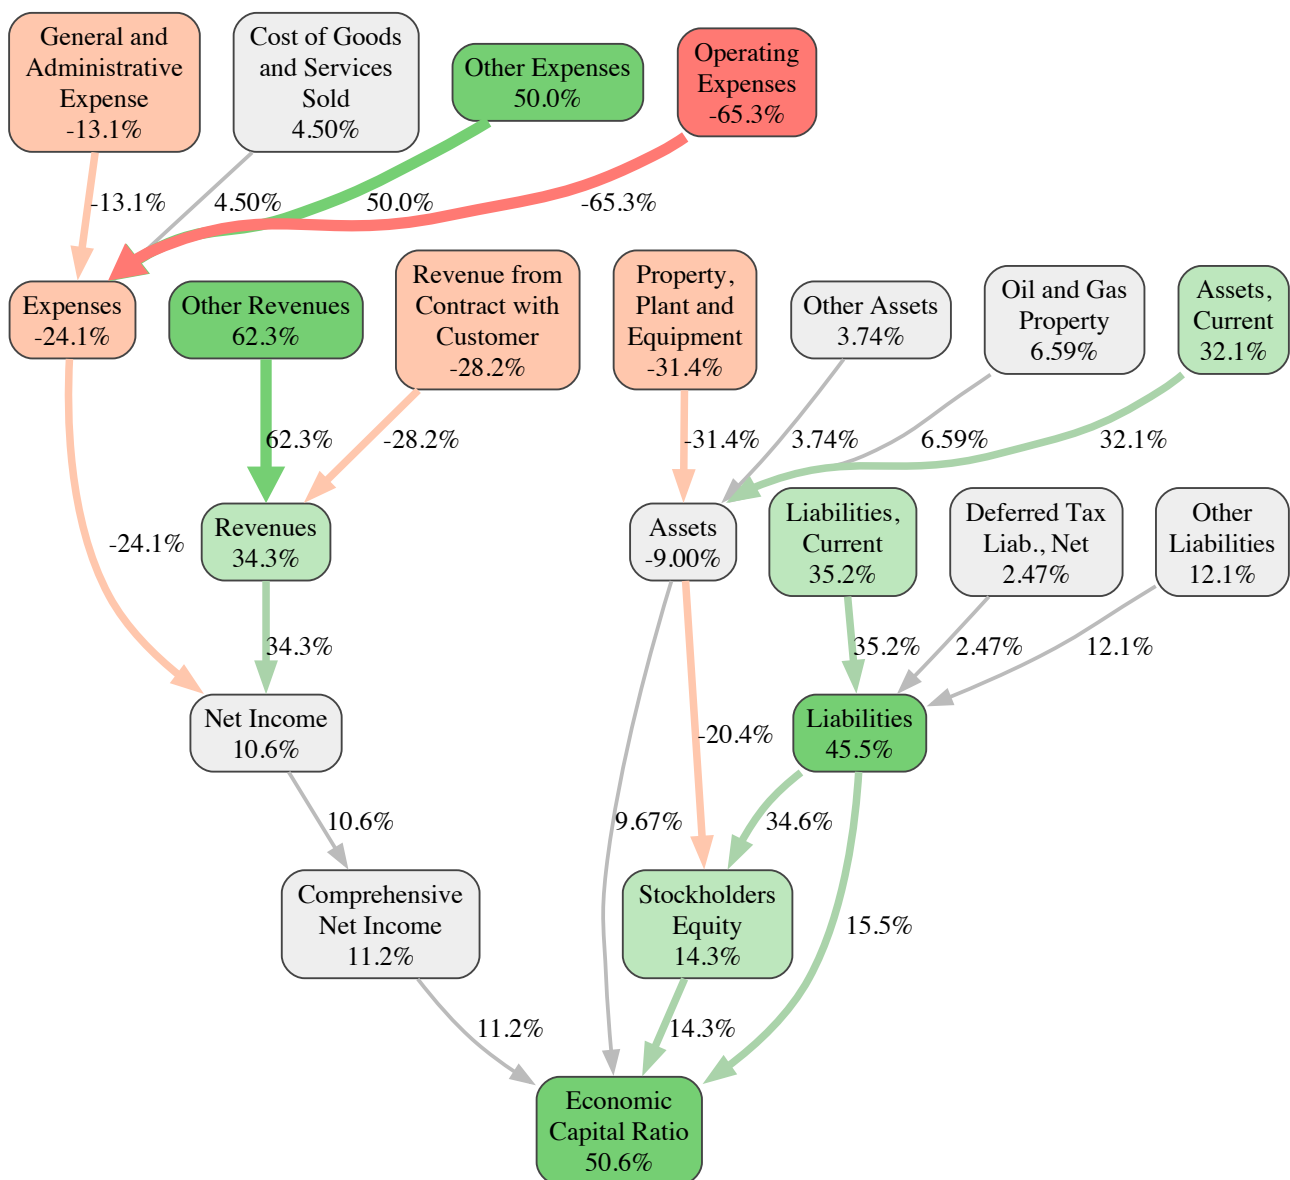 General and
Administrative
Expense
-13.1%
Cost of Goods
and Services
Sold
4.50%
Other Expenses
50.0%
Operating
Expenses
-65.3%
-13.1%
4.50%
50.0%
-65.3%
Expenses
-24.1%
Other Revenues
62.3%
Revenue from
Contract with
Customer
-28.2%
Property,
Plant and
Equipment
-31.4%
Other Assets
3.74%
Oil and Gas
Property
6.59%
Assets,
Current
32.1%
62.3%
-28.2%
-31.4%
3.74%
6.59%
32.1%
-24.1%
Revenues
34.3%
Assets
-9.00%
Liabilities,
Current
35.2%
Deferred Tax
Liab., Net
2.47%
Other
Liabilities
12.1%
34.3%
35.2%
2.47%
12.1%
Net Income
10.6%
-20.4%
Liabilities
45.5%
10.6%
9.67%
34.6%
Comprehensive
Net Income
11.2%
Stockholders
Equity
14.3%
15.5%
11.2%
14.3%
Economic
Capital Ratio
50.6%